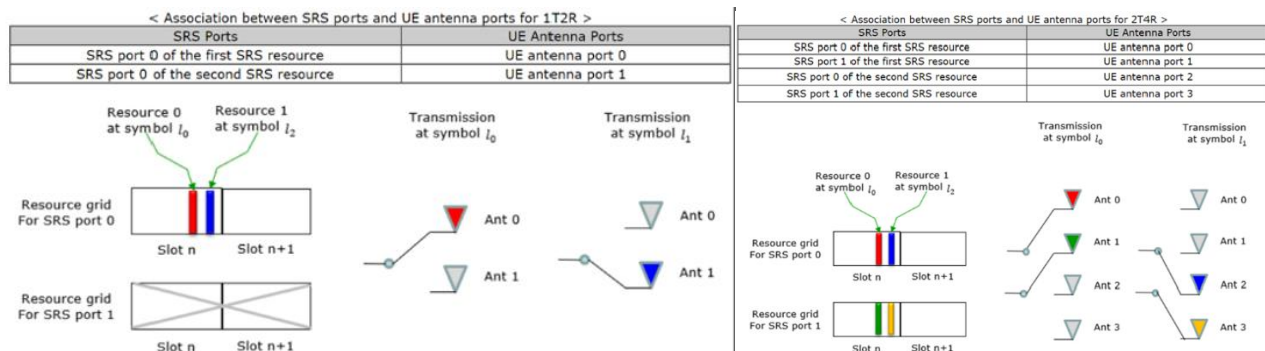 < Association between SRS ports and UE antenna ports for 1T2R >
SRS Ports UE Antenna Ports
SRS port 0 of the first SRS resource UE antenna port 0
SRS port 0 of the second SRS resource UE antenna port 1
Resource 0 Resource 1
at symbol l0 at symbol l2
Transmission Transmission
at symbol l0 at symbol l1
Resource grid
For SRS port 0
Slot n Slot n+1
Ant 0 Ant 0
Ant 1 Ant 1
Resource grid
For SRS port 1
Slot n Slot n+1
< Association between SRS ports and UE antenna ports for 2T4R >
SRS Ports UE Antenna Ports
SRS port 0 of the first SRS resource UE antenna port 0
SRS port 1 of the first SRS resource UE antenna port 1
SRS port 0 of the second SRS resource UE antenna port 2
SRS port 1 of the second SRS resource UE antenna port 3
Transmission Transmission
at symbol l0 at symbol l1
Resource 0 Resource 1
at symbol l0 at symbol l2
Resource grid
For SRS port 0
Slot n Slot n+1
Ant 0 Ant 0
Ant 1 Ant 1
Ant 2 Ant 2
Ant 3 Ant 3
Resource grid
For SRS port 1
Slot n Slot n+1